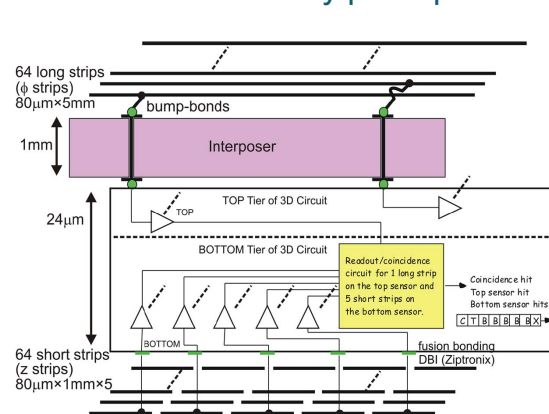 64 long strips
(ϕ strips)
80μm×5mm
bump-bonds
1mm
Interposer
24μm
TOP Tier of 3D Circuit
TOP
BOTTOM Tier of 3D Circuit
Readout/coincidence
circuit for 1 long strip
on the top sensor and
5 short strips on
the bottom sensor.
Coincidence hit
Top sensor hit
Bottom sensor hits
C T B B B B B X
BOTTOM
fusion bonding
DBI (Ziptronix)
64 short strips
(z strips)
80μm×1mm×5